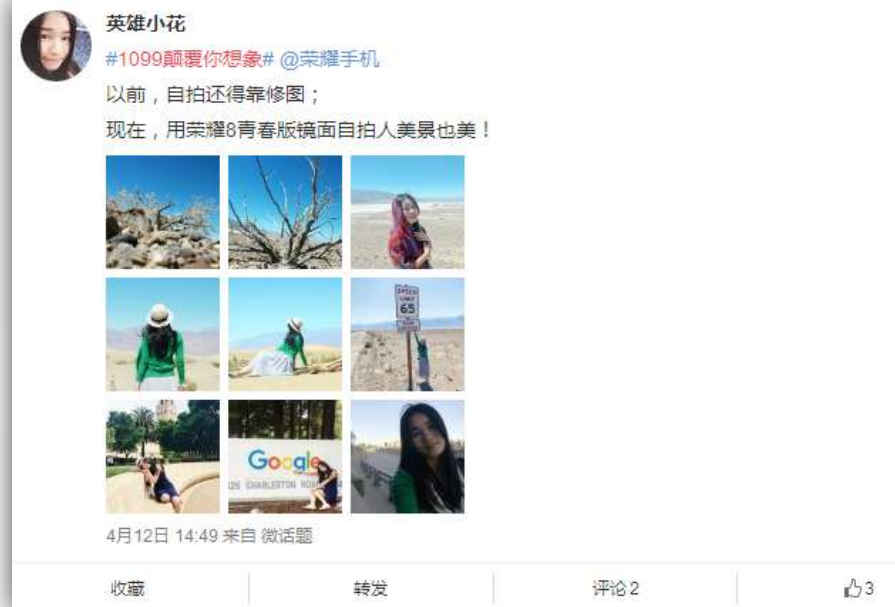 英雄小花
#1099颠覆你想象# @荣耀手机
以前，自拍还得靠修图；
现在，用荣耀8青春版镜面自拍人美景也美！
SPEED
LIMIT
65
Google
CHARLESTON ROAD
4月12日 14:49 来自 微话题
收藏 转发 评论2 3